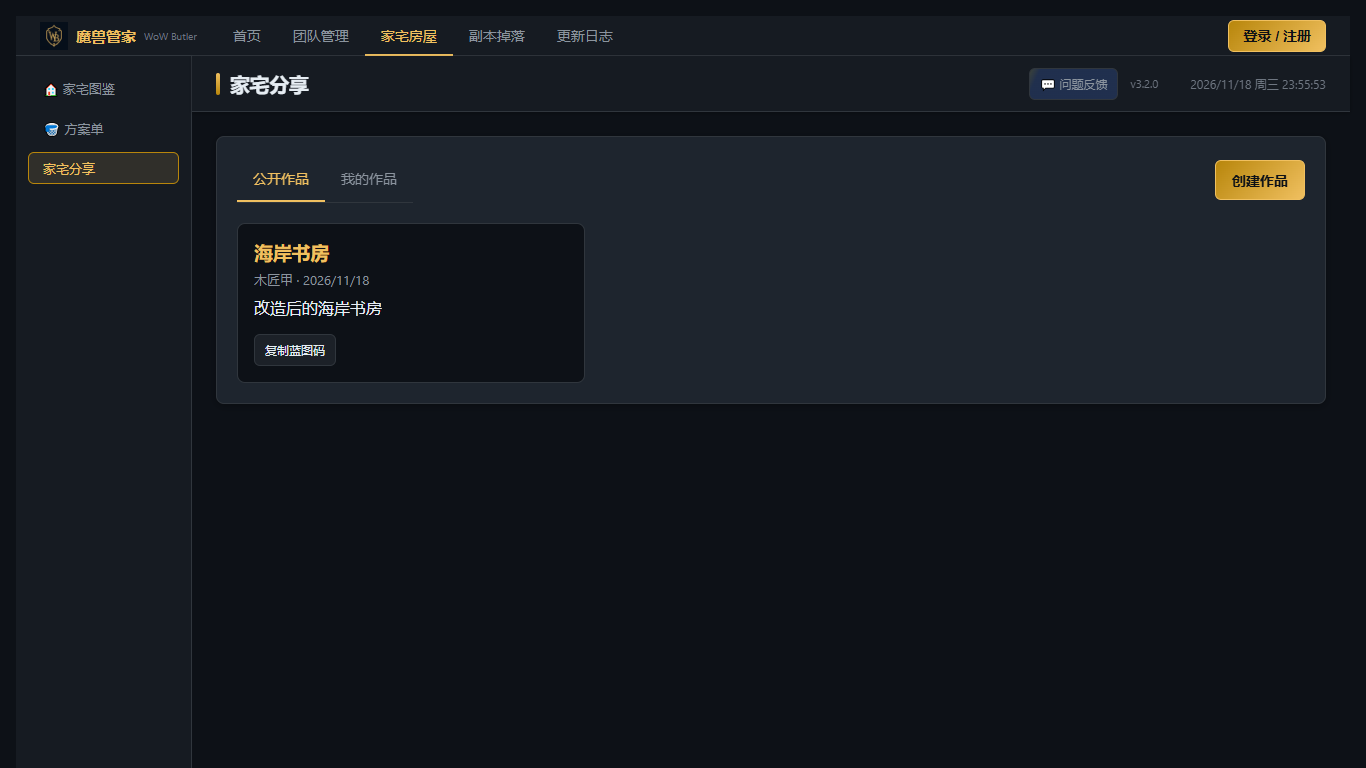 魔兽管家 WoW Butler 首页 团队管理 家宅房屋 副本掉落 更新日志 登录 / 注册
家宅图鉴
方案单
家宅分享
家宅分享 问题反馈 v3.2.0 2026/11/18 周三 23:55:53
公开作品 我的作品 创建作品
海岸书房
木匠甲 · 2026/11/18
改造后的海岸书房
复制蓝图码